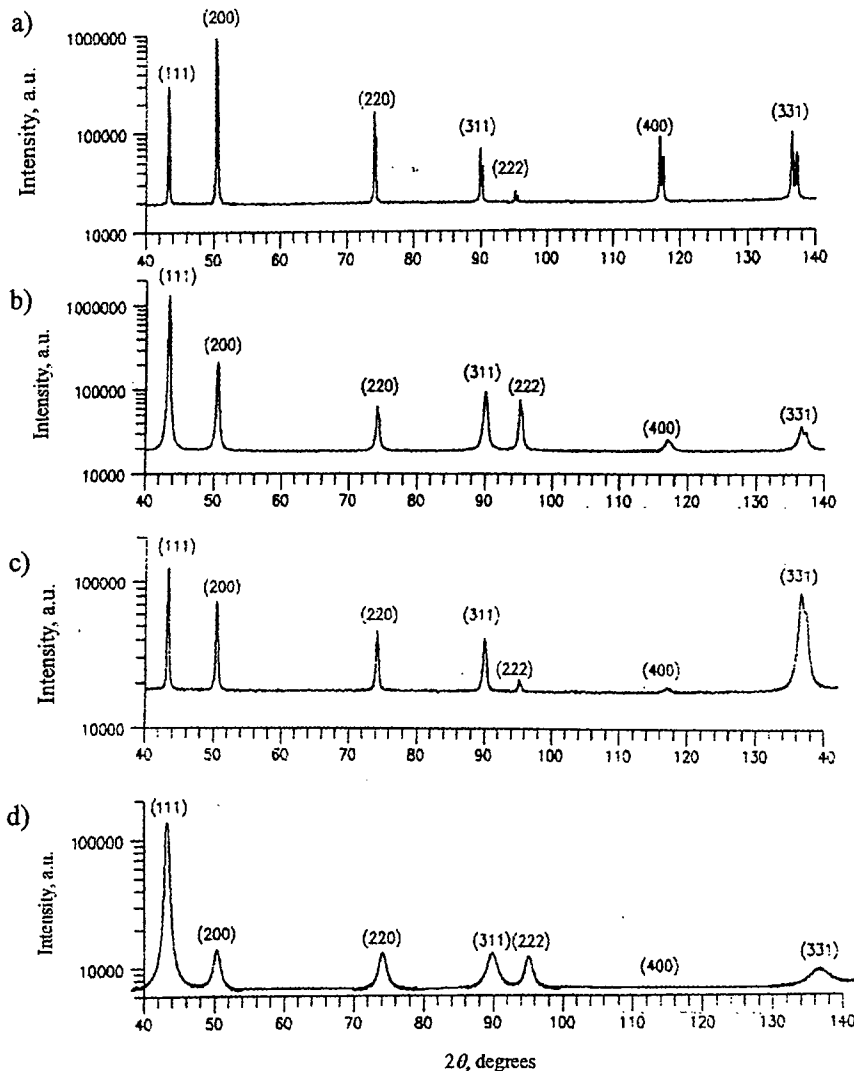 a)
Intensity, a.u.
1000000
100000
10000
(111)
(200)
(220)
(311)
(222)
(400)
(331)
40 50 60 70 80 90 100 110 120 130 140
b)
Intensity, a.u.
1000000
100000
10000
(111)
(200)
(220)
(311)
(222)
(400)
(331)
40 50 60 70 80 90 100 110 120 130 140
c)
Intensity, a.u.
100000
10000
(111)
(200)
(220)
(311)
(222)
(400)
(331)
40 50 60 70 80 90 100 110 120 130 40
d)
Intensity, a.u.
100000
10000
(111)
(200)
(220)
(311)
(222)
(400)
(331)
40 50 60 70 80 90 100 110 120 130 140
2θ, degrees